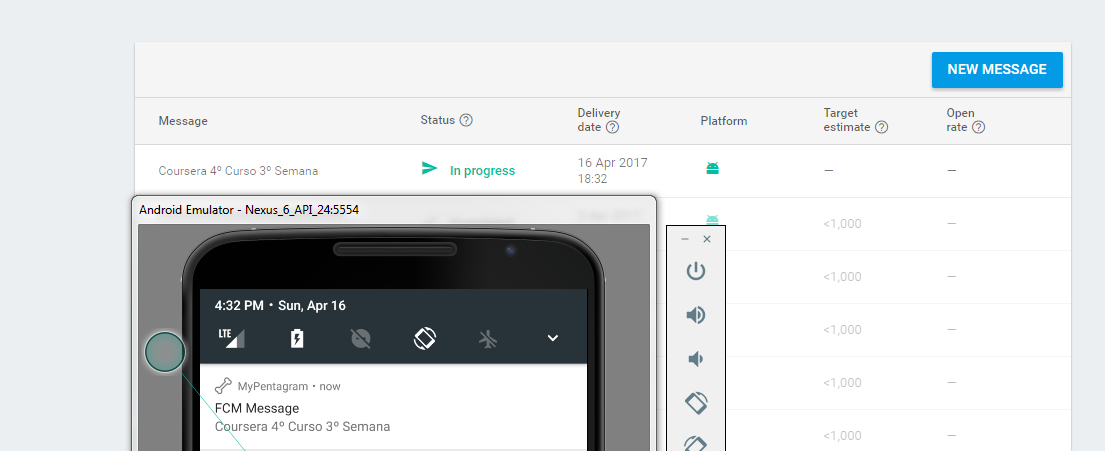 NEW MESSAGE
Message
Status
Delivery
date
Platform
Target
estimate
Open
rate
Coursera 4º Curso 3º Semana
In progress
16 Apr 2017
18:32
—
—
Android Emulator - Nexus_6_API_24:5554
<1,000
—
<1,000
—
<1,000
—
<1,000
—
<1,000
—
4:32 PM • Sun, Apr 16
LTE
MyPentagram • now
FCM Message
Coursera 4º Curso 3º Semana